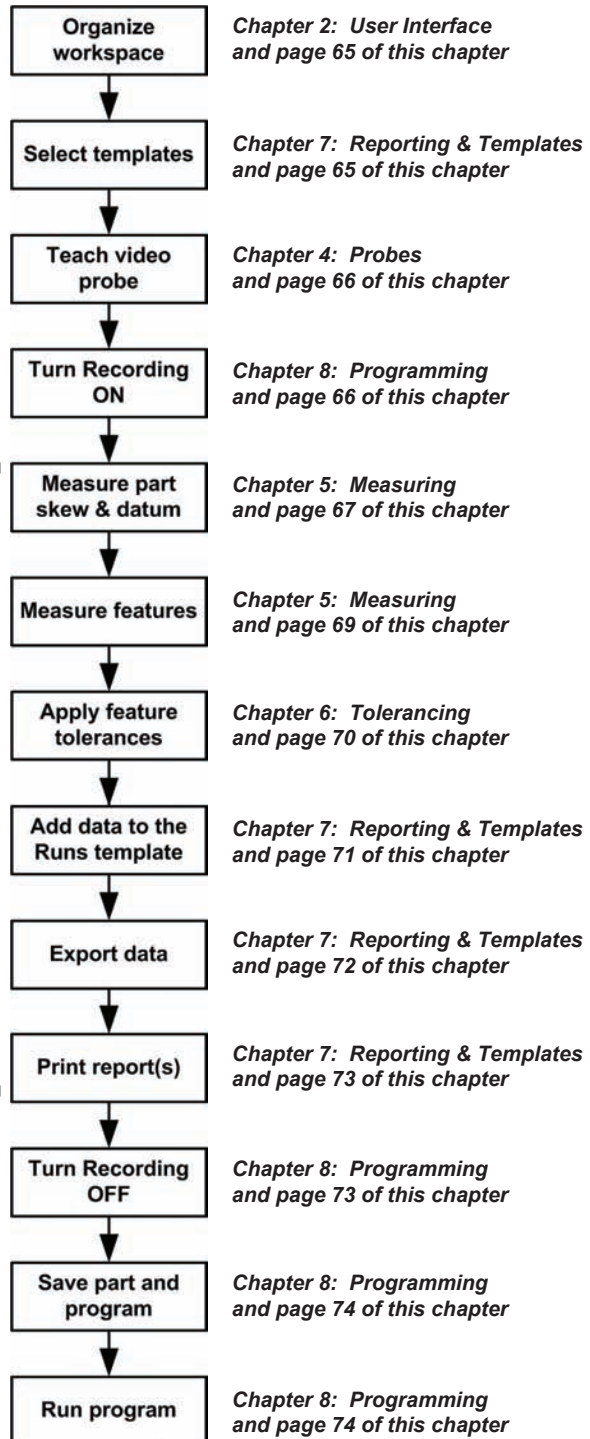 Organize
workspace
Chapter 2: User Interface
and page 65 of this chapter
Select templates
Chapter 7: Reporting & Templates
and page 65 of this chapter
Teach video
probe
Chapter 4: Probes
and page 66 of this chapter
Turn Recording
ON
Chapter 8: Programming
and page 66 of this chapter
Measure part
skew & datum
Chapter 5: Measuring
and page 67 of this chapter
Measure features
Chapter 5: Measuring
and page 69 of this chapter
Apply feature
tolerances
Chapter 6: Tolerancing
and page 70 of this chapter
Add data to the
Runs template
Chapter 7: Reporting & Templates
and page 71 of this chapter
Export data
Chapter 7: Reporting & Templates
and page 72 of this chapter
Print report(s)
Chapter 7: Reporting & Templates
and page 73 of this chapter
Turn Recording
OFF
Chapter 8: Programming
and page 73 of this chapter
Save part and
program
Chapter 8: Programming
and page 74 of this chapter
Run program
Chapter 8: Programming
and page 74 of this chapter